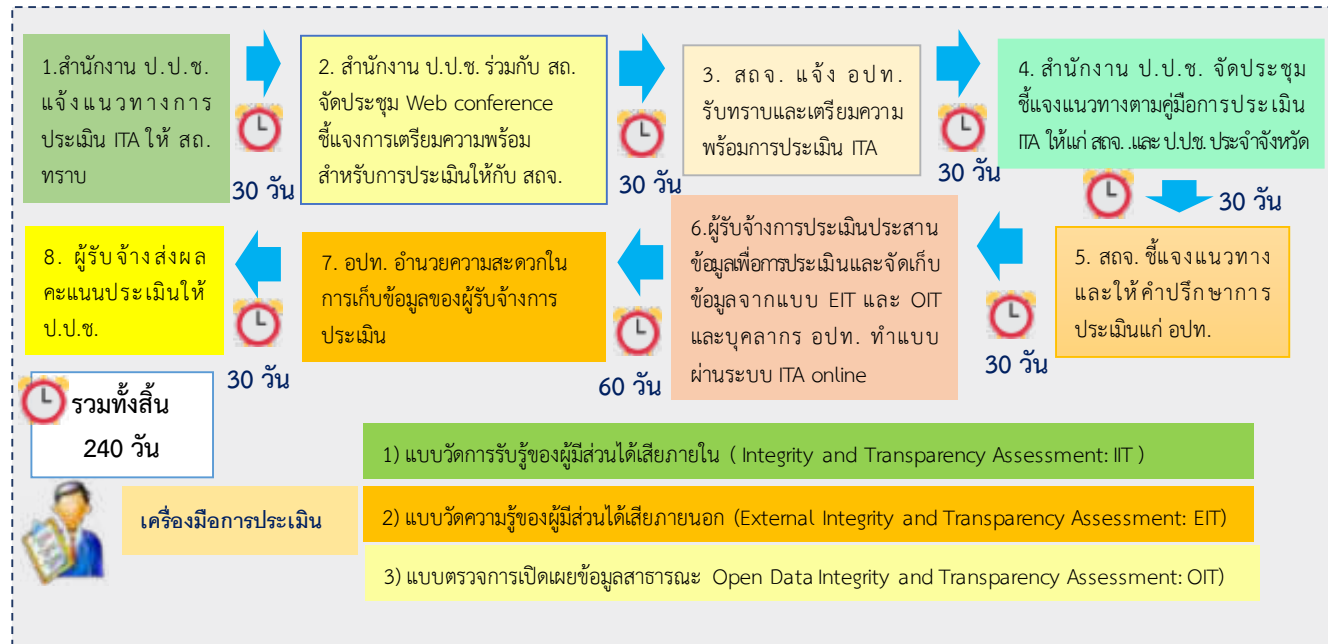 1.สำนักงาน ป.ป.ช.
แจ้งแนวทางการ
ประเมิน ITA ให้ สถ.
ทราบ
30 วัน
2. สำนักงาน ป.ป.ช. ร่วมกับ สถ.
จัดประชุม Web conference
ชี้แจงการเตรียมความพร้อม
สำหรับการประเมินให้กับ สถจ.
30 วัน
3. สถจ. แจ้ง อปท.
รับทราบและเตรียมความ
พร้อมการประเมิน ITA
30 วัน
4. สำนักงาน ป.ป.ช. จัดประชุม
ชี้แจงแนวทางตามคู่มือการประเมิน
ITA ให้แก่ สถจ. .และ ป.ป.ช. ประจำจังหวัด
30 วัน
5. สถจ. ชี้แจงแนวทาง
และให้คำปรึกษาการ
ประเมินแก่ อปท.
30 วัน
6.ผู้รับจ้างการประเมินประสาน
ข้อมูลเพื่อการประเมินและจัดเก็บ
ข้อมูลจากแบบ EIT และ OIT
และบุคลากร อปท. ทำแบบ
ผ่านระบบ ITA online
60 วัน
7. อปท. อำนวยความสะดวกใน
การเก็บข้อมูลของผู้รับจ้างการ
ประเมิน
30 วัน
8. ผู้รับจ้างส่งผล
คะแนนประเมินให้
ป.ป.ช.
รวมทั้งสิ้น
240 วัน
เครื่องมือการประเมิน
1) แบบวัดการรับรู้ของผู้มีส่วนได้เสียภายใน ( Integrity and Transparency Assessment: IIT )
2) แบบวัดความรู้ของผู้มีส่วนได้เสียภายนอก (External Integrity and Transparency Assessment: EIT)
3) แบบตรวจการเปิดเผยข้อมูลสาธารณะ Open Data Integrity and Transparency Assessment: OIT)